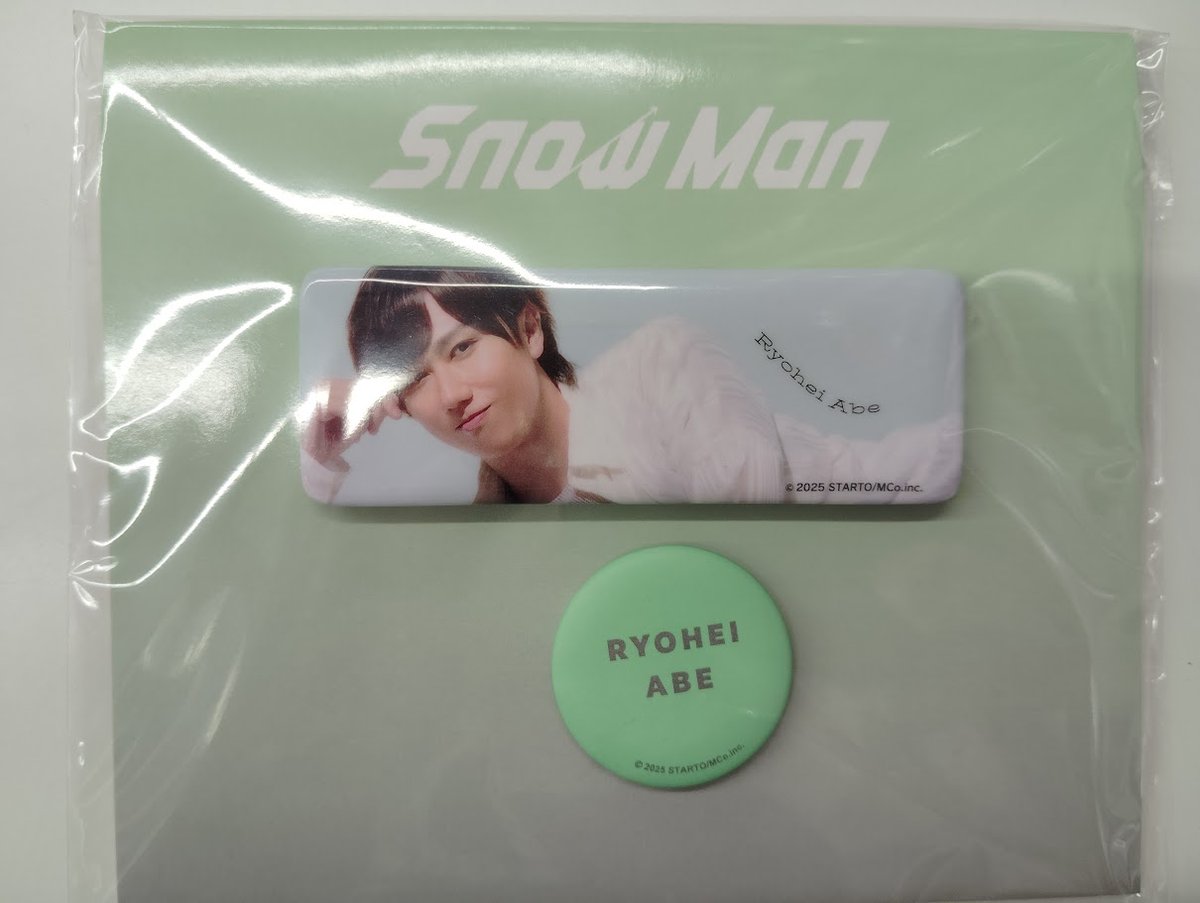 Snow Man
Ryohei Abe
© 2025 STARTO/MCo.inc.
RYOHEI
ABE
©2025 STARTO/MCo.inc.